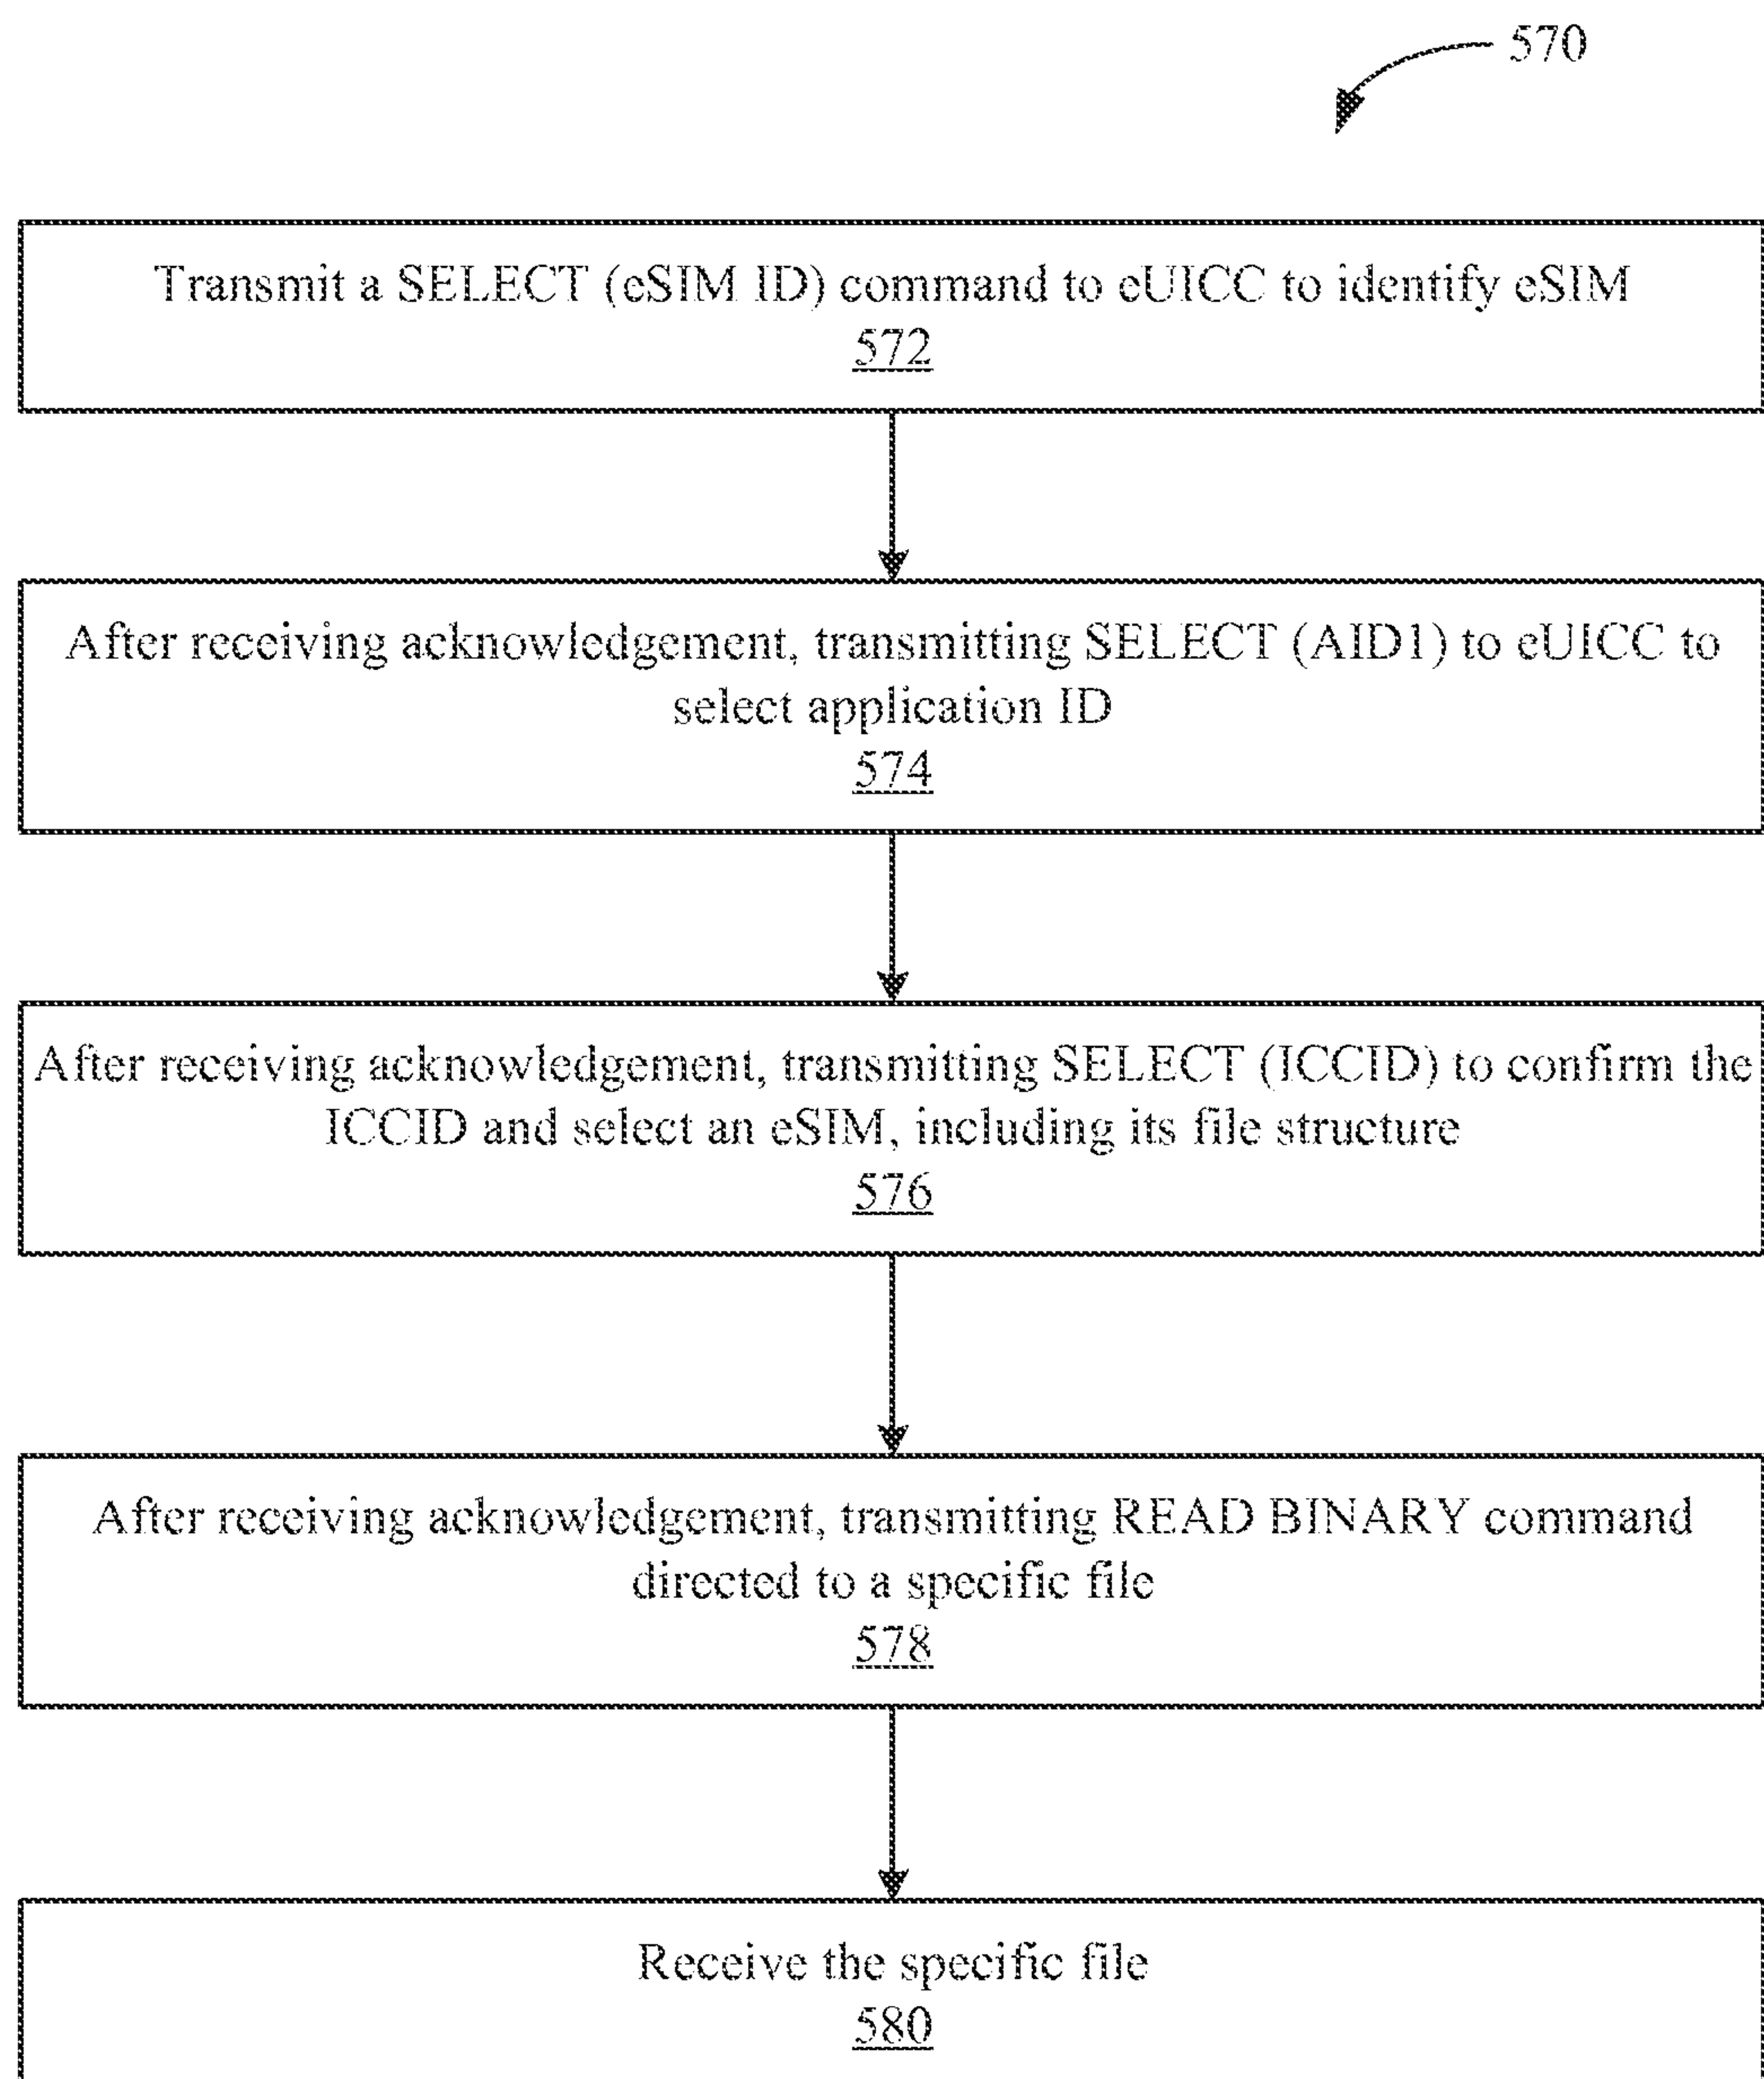 570
Transmit a SELECT (eSIM ID) command to eUICC to identify eSIM
572
After receiving acknowledgement, transmitting SELECT (AID1) to eUICC to
select application ID
574
After receiving acknowledgement, transmitting SELECT (ICCID) to confirm the
ICCID and select an eSIM, including its file structure
576
After receiving acknowledgement, transmitting READ BINARY command
directed to a specific file
578
Receive the specific file
580